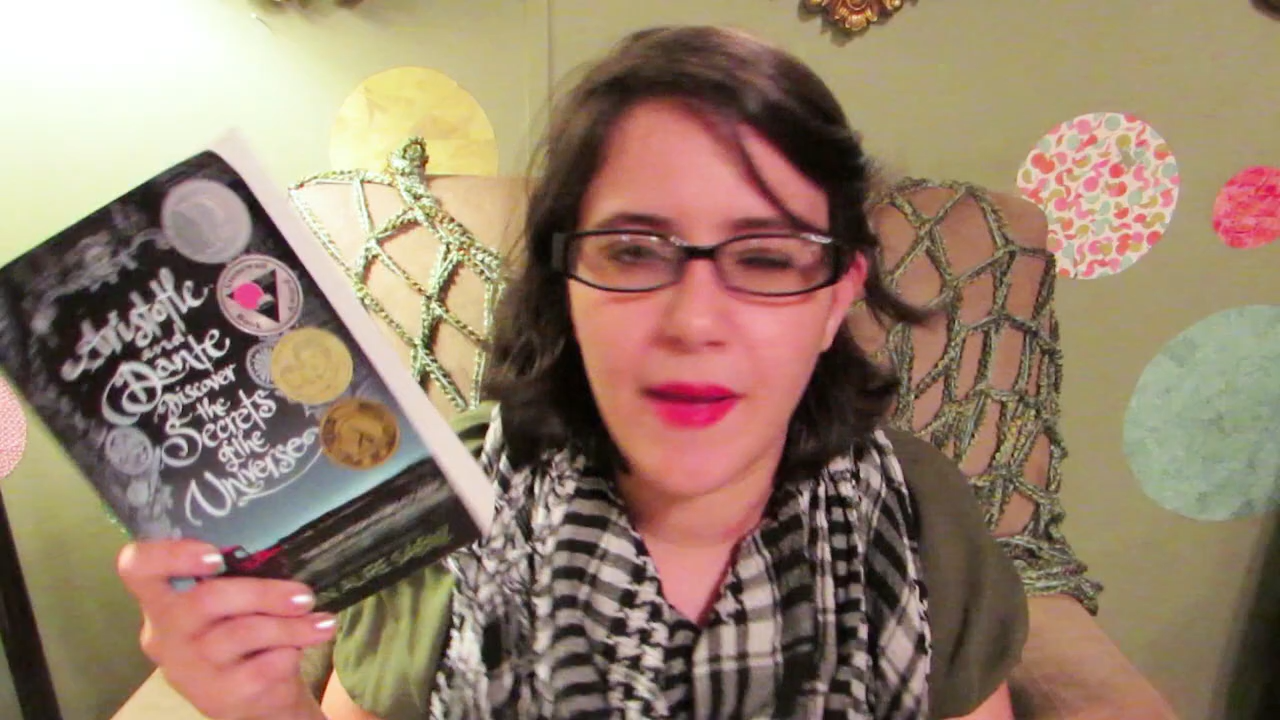 Aristotle
and
Dante
Discover
the
Secrets
of the
Universe